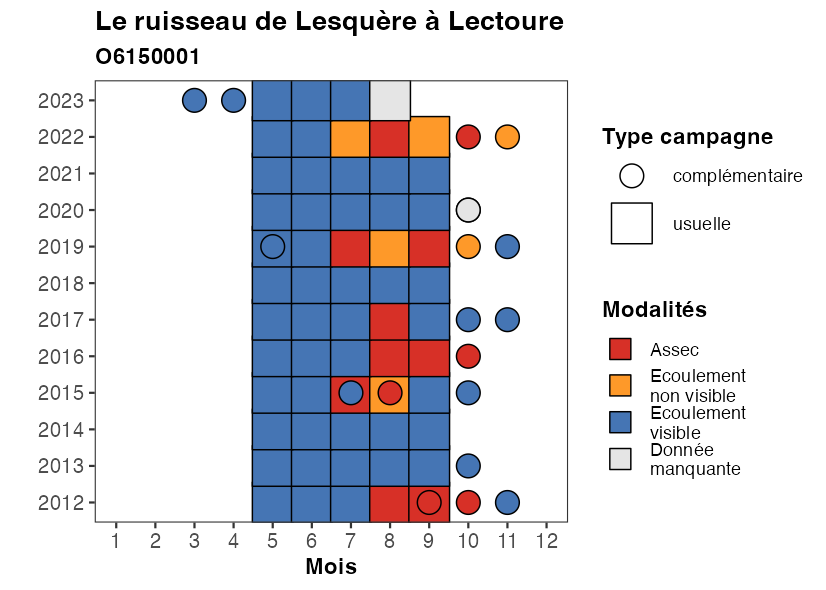 Le ruisseau de Lesquère à Lectoure
O6150001
2023
2022
2021
2020
2019
2018
2017
2016
2015
2014
2013
2012
1 2 3 4 5 6 7 8 9 10 11 12
Mois
Type campagne
complémentaire
usuelle
Modalités
Assec
Ecoulement
non visible
Ecoulement
visible
Donnée
manquante